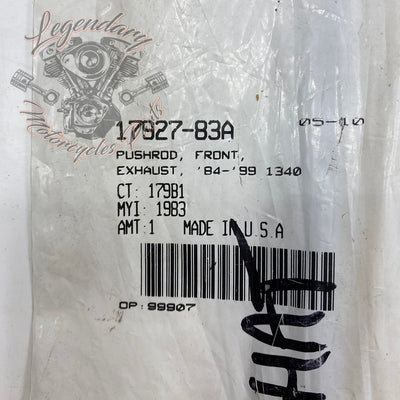 Legendary
Motorcycles Parts
17927-83A
05-10
PUSHROD, FRONT,
EXHAUST, '84-'99 1340
CT: 179B1
MYI: 1983
AMT:1 MADE IN U.S.A
OP:99907